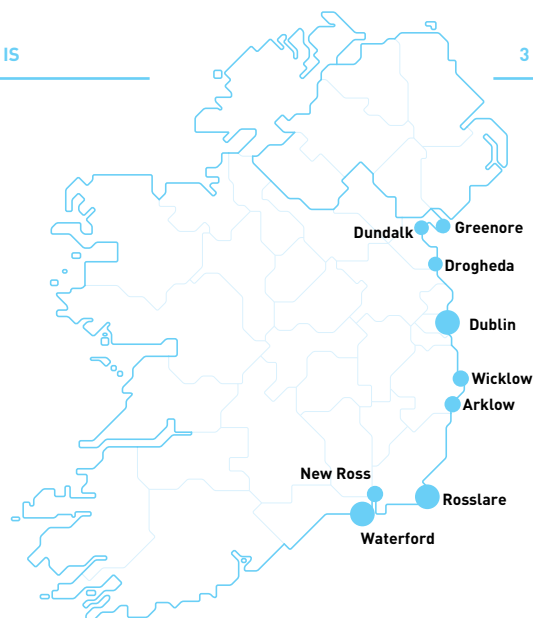 IS
3
Greenore
Dundalk
Drogheda
Dublin
Wicklow
Arklow
New Ross
Rosslare
Waterford